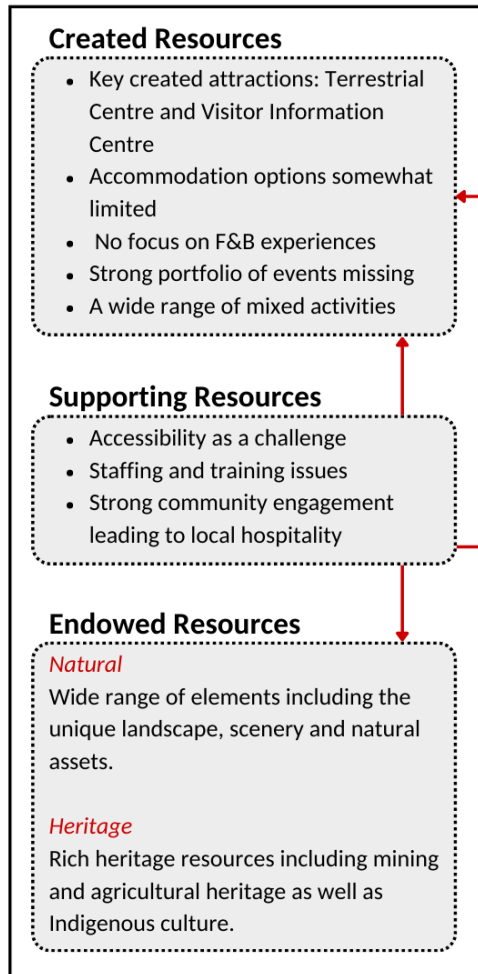 Created Resources
• Key created attractions: Terrestrial
Centre and Visitor Information
Centre
• Accommodation options somewhat
limited
• No focus on F&B experiences
• Strong portfolio of events missing
• A wide range of mixed activities
Supporting Resources
• Accessibility as a challenge
• Staffing and training issues
• Strong community engagement
leading to local hospitality
Endowed Resources
Natural
Wide range of elements including the
unique landscape, scenery and natural
assets.
Heritage
Rich heritage resources including mining
and agricultural heritage as well as
Indigenous culture.